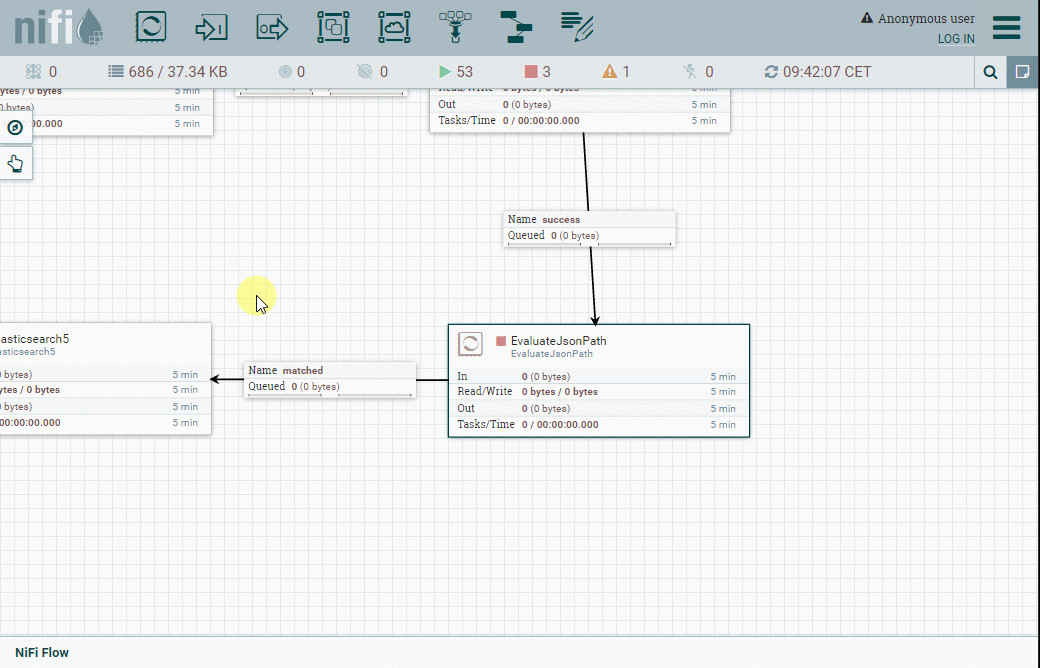 nifi
Anonymous user
LOG IN
0 686 / 37.34 KB 0 0 53 3 1 0 09:42:07 CET
ytes / 0 bytes 5 min
0 bytes) 5 min
00.000 5 min
Read/Write 0 bytes / 0 bytes 5 min
Out 0 (0 bytes) 5 min
Tasks/Time 0 / 00:00:00.000 5 min
Name success
Queued 0 (0 bytes)
asticsearch5
asticsearch5
0 bytes) 5 min
ytes / 0 bytes 5 min
0 bytes) 5 min
00:00:00.000 5 min
Name matched
Queued 0 (0 bytes)
EvaluateJsonPath
EvaluateJsonPath
In 0 (0 bytes) 5 min
Read/Write 0 bytes / 0 bytes 5 min
Out 0 (0 bytes) 5 min
Tasks/Time 0 / 00:00:00.000 5 min
NiFi Flow